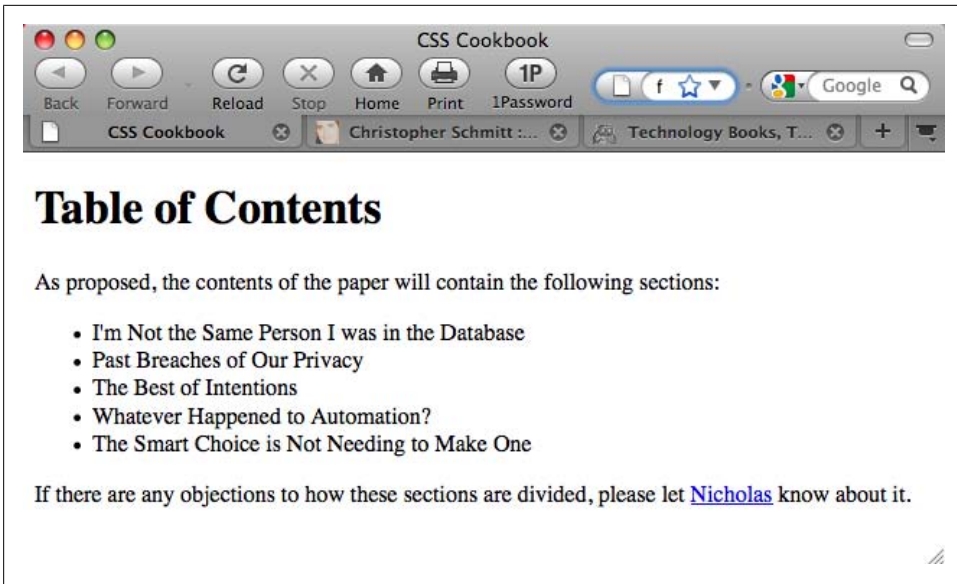 CSS Cookbook
1P
f
Google
Back Forward Reload Stop Home Print 1Password
CSS Cookbook Christopher Schmitt :... Technology Books, T... +
Table of Contents
As proposed, the contents of the paper will contain the following sections:
• I'm Not the Same Person I was in the Database
• Past Breaches of Our Privacy
• The Best of Intentions
• Whatever Happened to Automation?
• The Smart Choice is Not Needing to Make One
If there are any objections to how these sections are divided, please let Nicholas know about it.